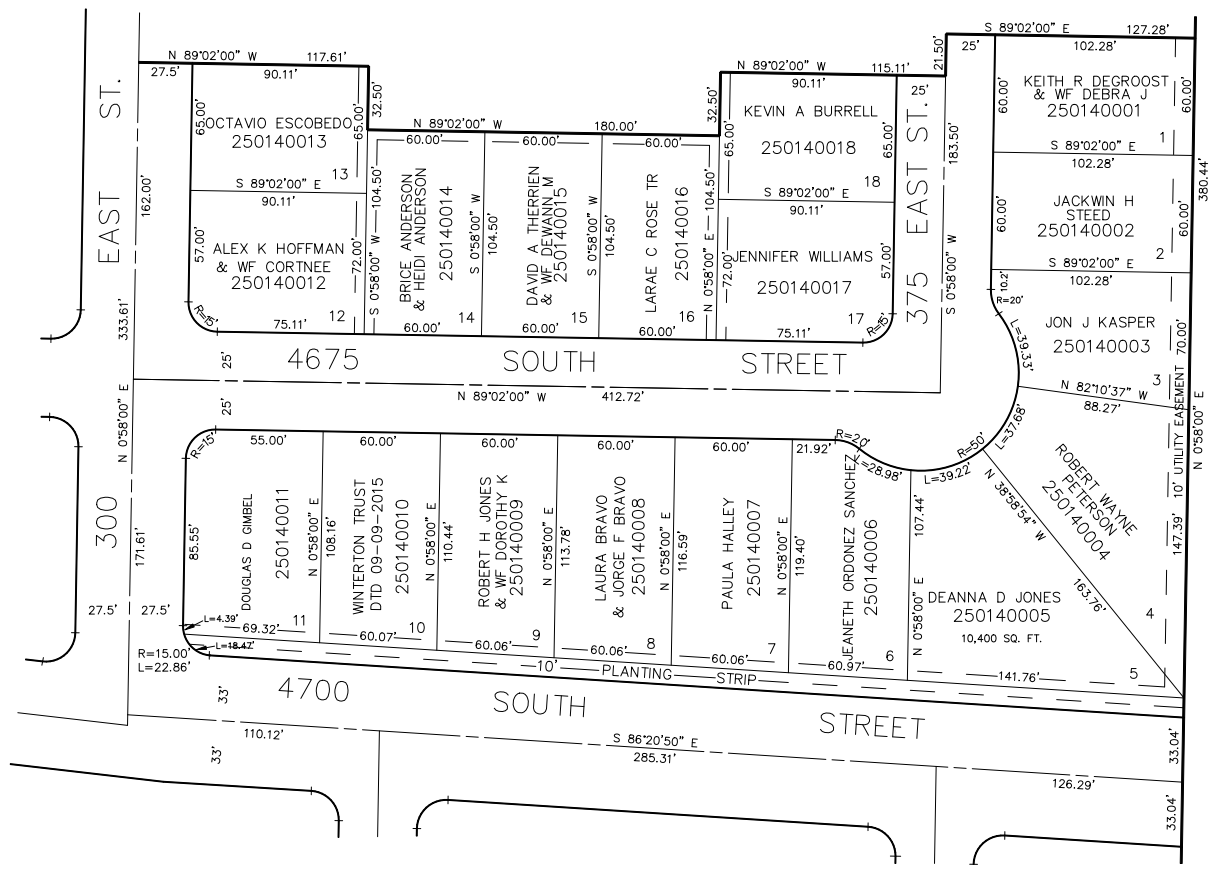 N 89°02'00" W 117.61'
27.5'
90.11'
65.00'
OCTAVIO ESCOBEDO
250140013
65.00'
13
S 89°02'00" E
90.11'
57.00'
ALEX K HOFFMAN
& WF CORTNEE
250140012
72.00'
12
R=15'
75.11'
32.50'
N 89°02'00" W 180.00'
60.00'
60.00'
60.00'
S 0°58'00" W 104.50'
BRICE ANDERSON
& HEIDI ANDERSON
250140014
14
60.00'
S 0°58'00" W
104.50'
DAVID A THERRIEN
& WF DEWANN M
250140015
15
60.00'
S 0°58'00" W
104.50'
LARAE C ROSE TR
250140016
16
60.00'
N 0°58'00" E 104.50'
32.50'
N 89°02'00" W 115.11'
90.11'
25'
65.00'
KEVIN A BURRELL
250140018
65.00'
18
S 89°02'00" E
90.11'
72.00'
JENNIFER WILLIAMS
250140017
57.00'
17
R=15'
75.11'
21.50'
25'
S 89°02'00" E 127.28'
102.28'
60.00'
KEITH R DEGROOST
& WF DEBRA J
250140001
60.00'
1
S 89°02'00" E
102.28'
60.00'
JACKWIN H
STEED
250140002
60.00'
2
S 89°02'00" E
102.28'
10.2'
R=20'
JON J KASPER
250140003
70.00'
3
L=39.33'
N 82°10'37" W
88.27'
380.44'
N 0°58'00" E
10' UTILITY EASEMENT
375 EAST ST.
183.50'
S 0°58'00" W
300 EAST ST.
162.00'
333.61'
N 0°58'00" E
171.61'
25'
4675 SOUTH STREET
N 89°02'00" W 412.72'
25'
R=15'
55.00'
60.00'
60.00'
60.00'
60.00'
21.92'
R=20'
L=28.98'
R=50'
L=39.22'
L=37.68'
85.55'
DOUGLAS D GIMBEL
250140011
11
69.32'
N 0°58'00" E
108.16'
WINTERTON TRUST
DTD 09-09-2015
250140010
10
60.07'
N 0°58'00" E
110.44'
ROBERT H JONES
& WF DOROTHY K
250140009
9
60.06'
N 0°58'00" E
113.78'
LAURA BRAVO
& JORGE F BRAVO
250140008
8
60.06'
N 0°58'00" E
116.59'
PAULA HALLEY
250140007
7
60.06'
N 0°58'00" E
119.40'
JEANETH ORDONEZ SANCHEZ
250140006
6
60.97'
107.44'
N 0°58'00" E
DEANNA D JONES
250140005
10,400 SQ. FT.
5
141.76'
N 38°58'54" W
163.76'
ROBERT WAYNE
PETERSON
250140004
147.39'
4
27.5'
27.5'
L=4.39'
L=18.47'
R=15.00'
L=22.86'
10' PLANTING STRIP
33'
4700 SOUTH STREET
110.12'
33'
S 86°20'50" E
285.31'
126.29'
33.04'
33.04'